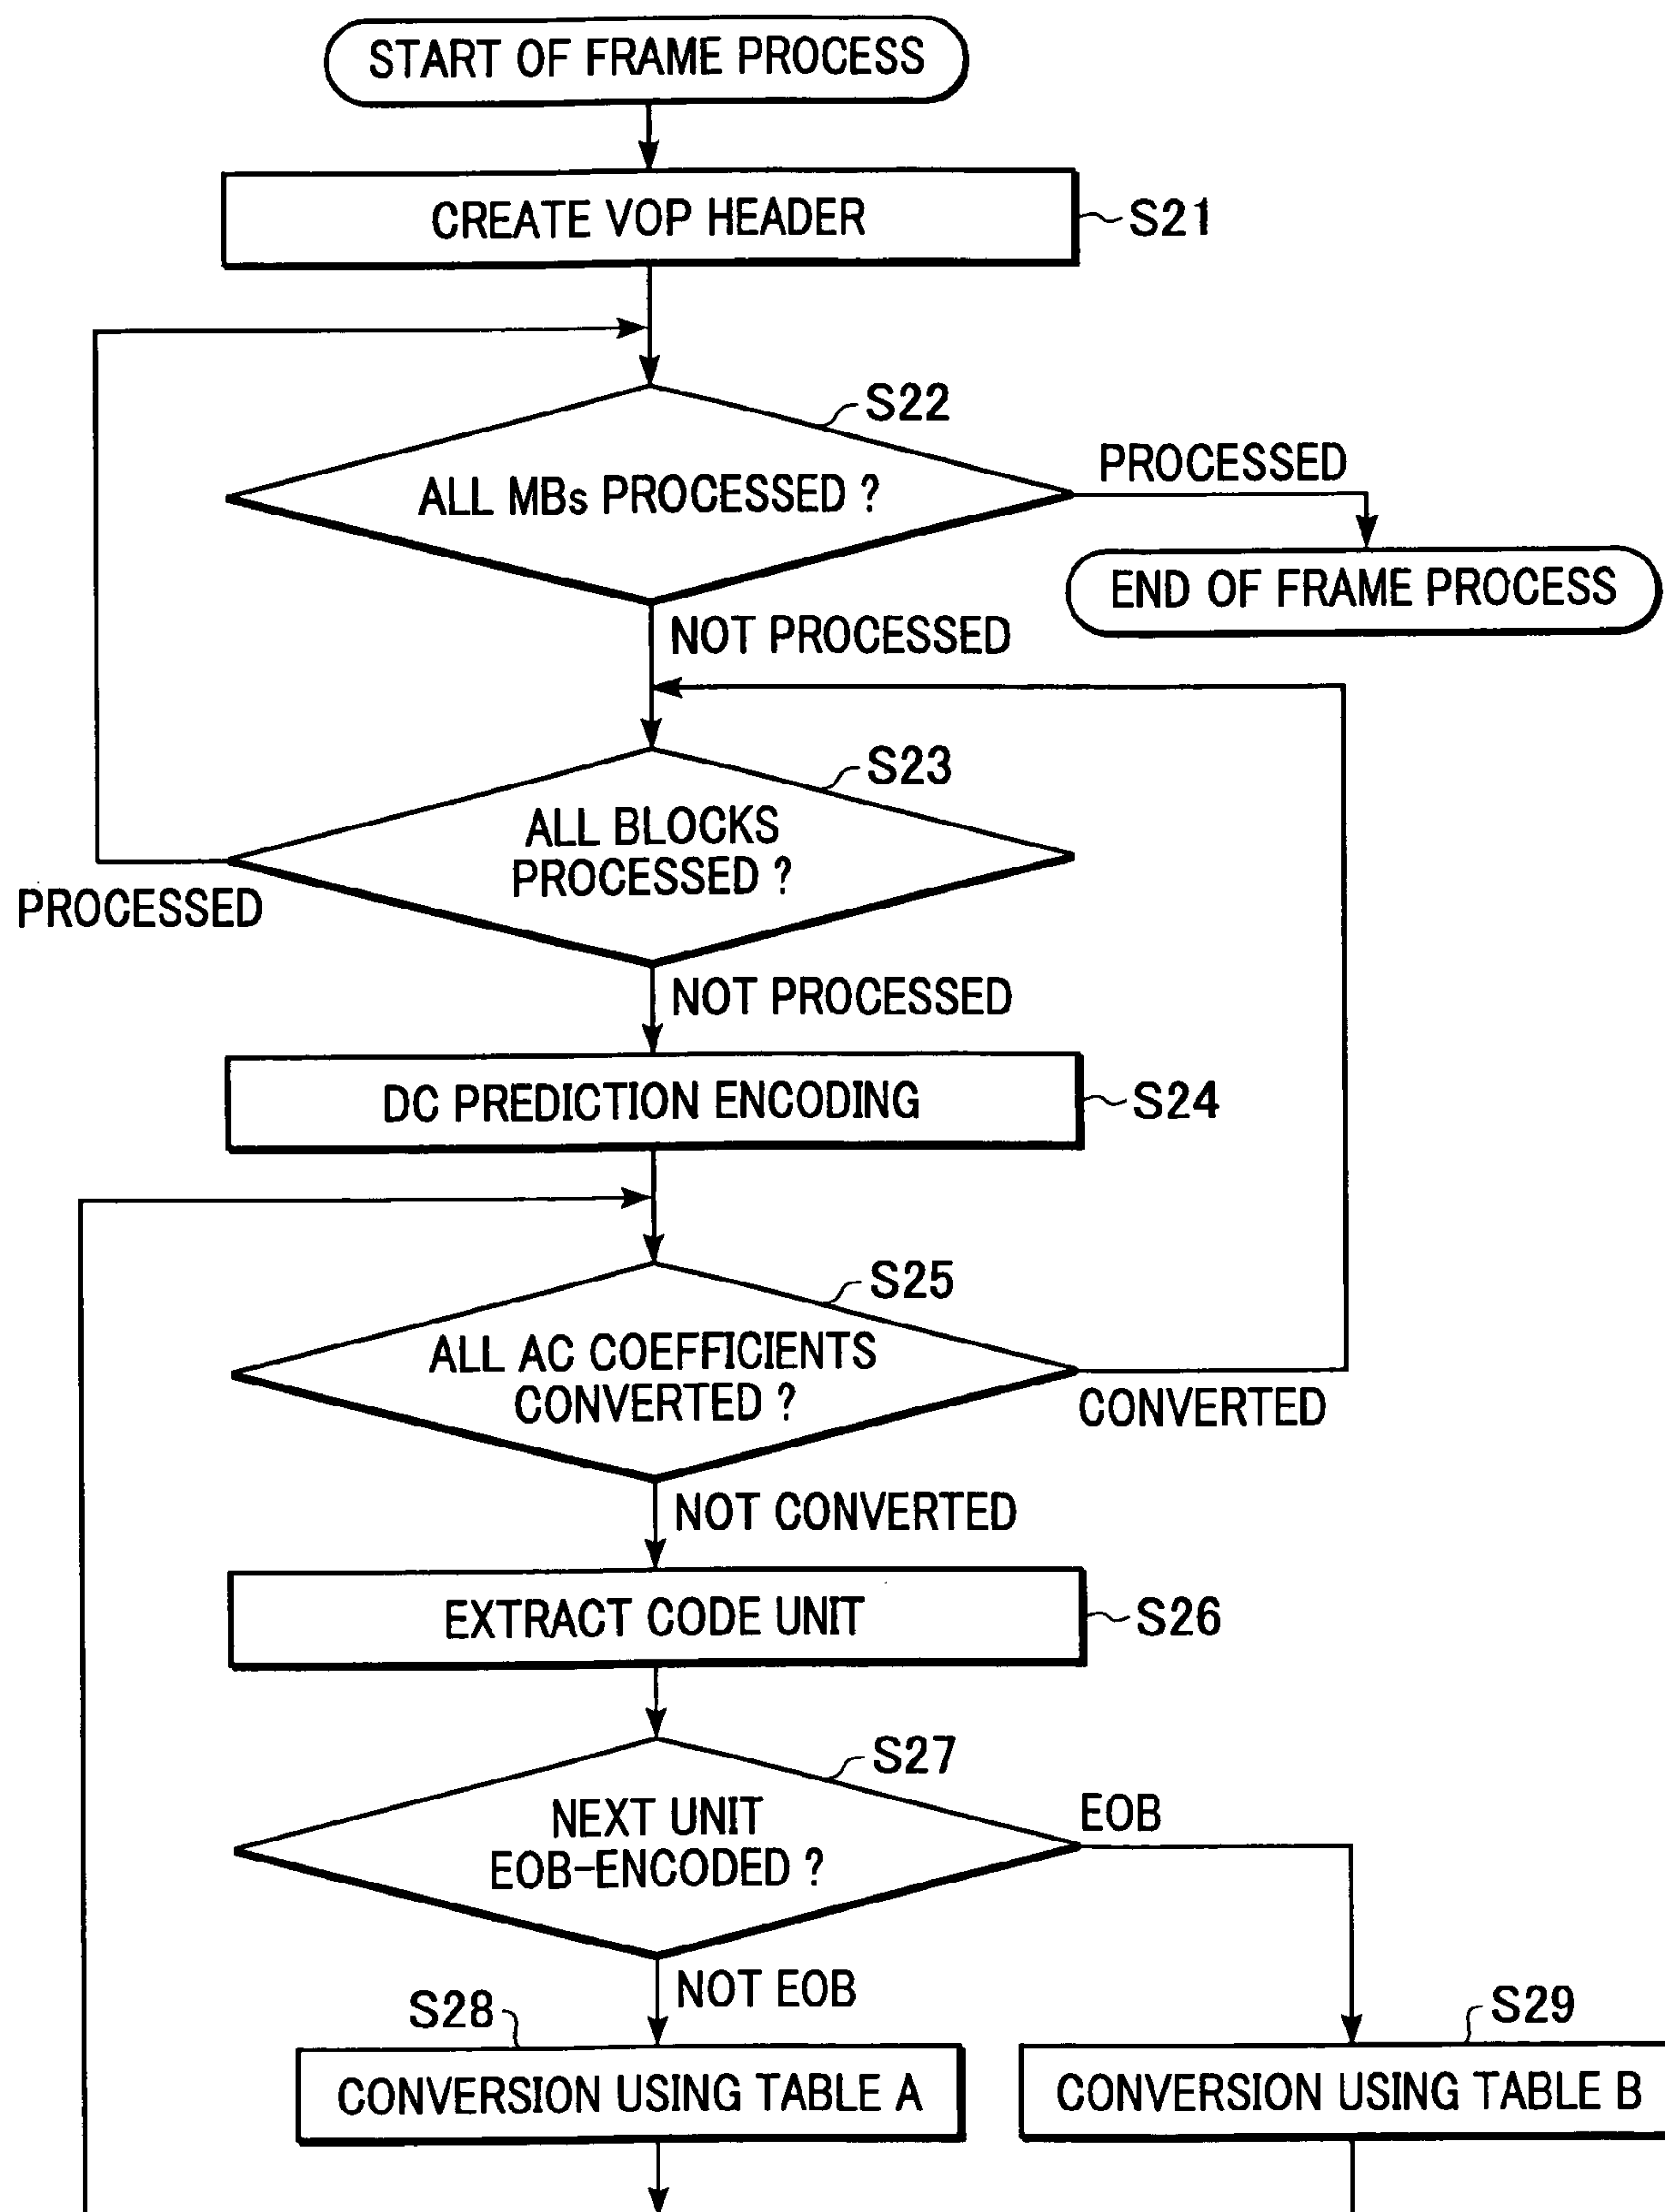 START OF FRAME PROCESS
CREATE VOP HEADER
S21
S22
ALL MBs PROCESSED ?
PROCESSED
END OF FRAME PROCESS
NOT PROCESSED
S23
ALL BLOCKS
PROCESSED ?
PROCESSED
NOT PROCESSED
DC PREDICTION ENCODING
S24
S25
ALL AC COEFFICIENTS
CONVERTED ?
CONVERTED
NOT CONVERTED
EXTRACT CODE UNIT
S26
S27
NEXT UNIT
EOB-ENCODED ?
EOB
NOT EOB
S28
S29
CONVERSION USING TABLE A
CONVERSION USING TABLE B